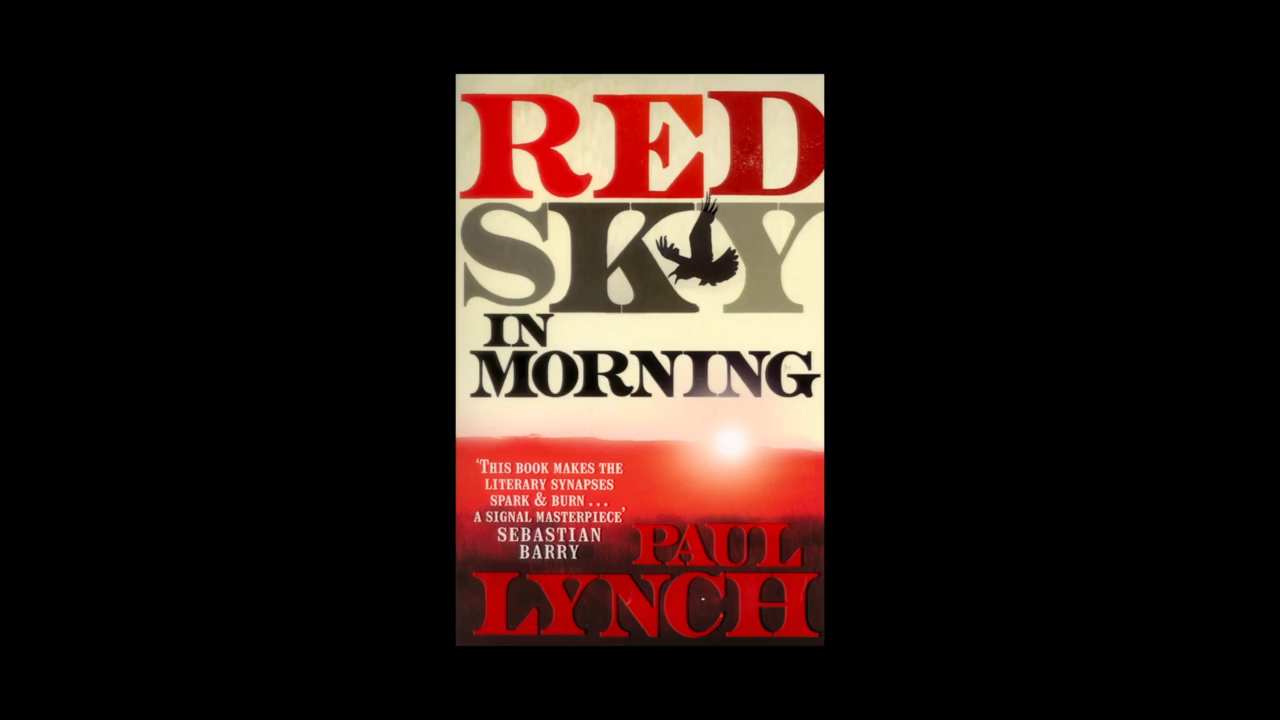 RED
SKY
IN
MORNING
‘THIS BOOK MAKES THE
LITERARY SYNAPSES
SPARK & BURN . . .
A SIGNAL MASTERPIECE’
SEBASTIAN
BARRY
PAUL
LYNCH